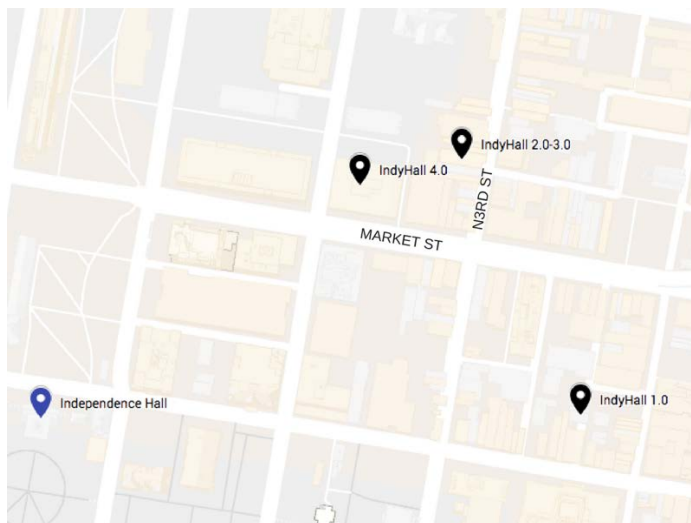 IndyHall 2.0-3.0
IndyHall 4.0
N3RD ST
MARKET ST
Independence Hall
IndyHall 1.0